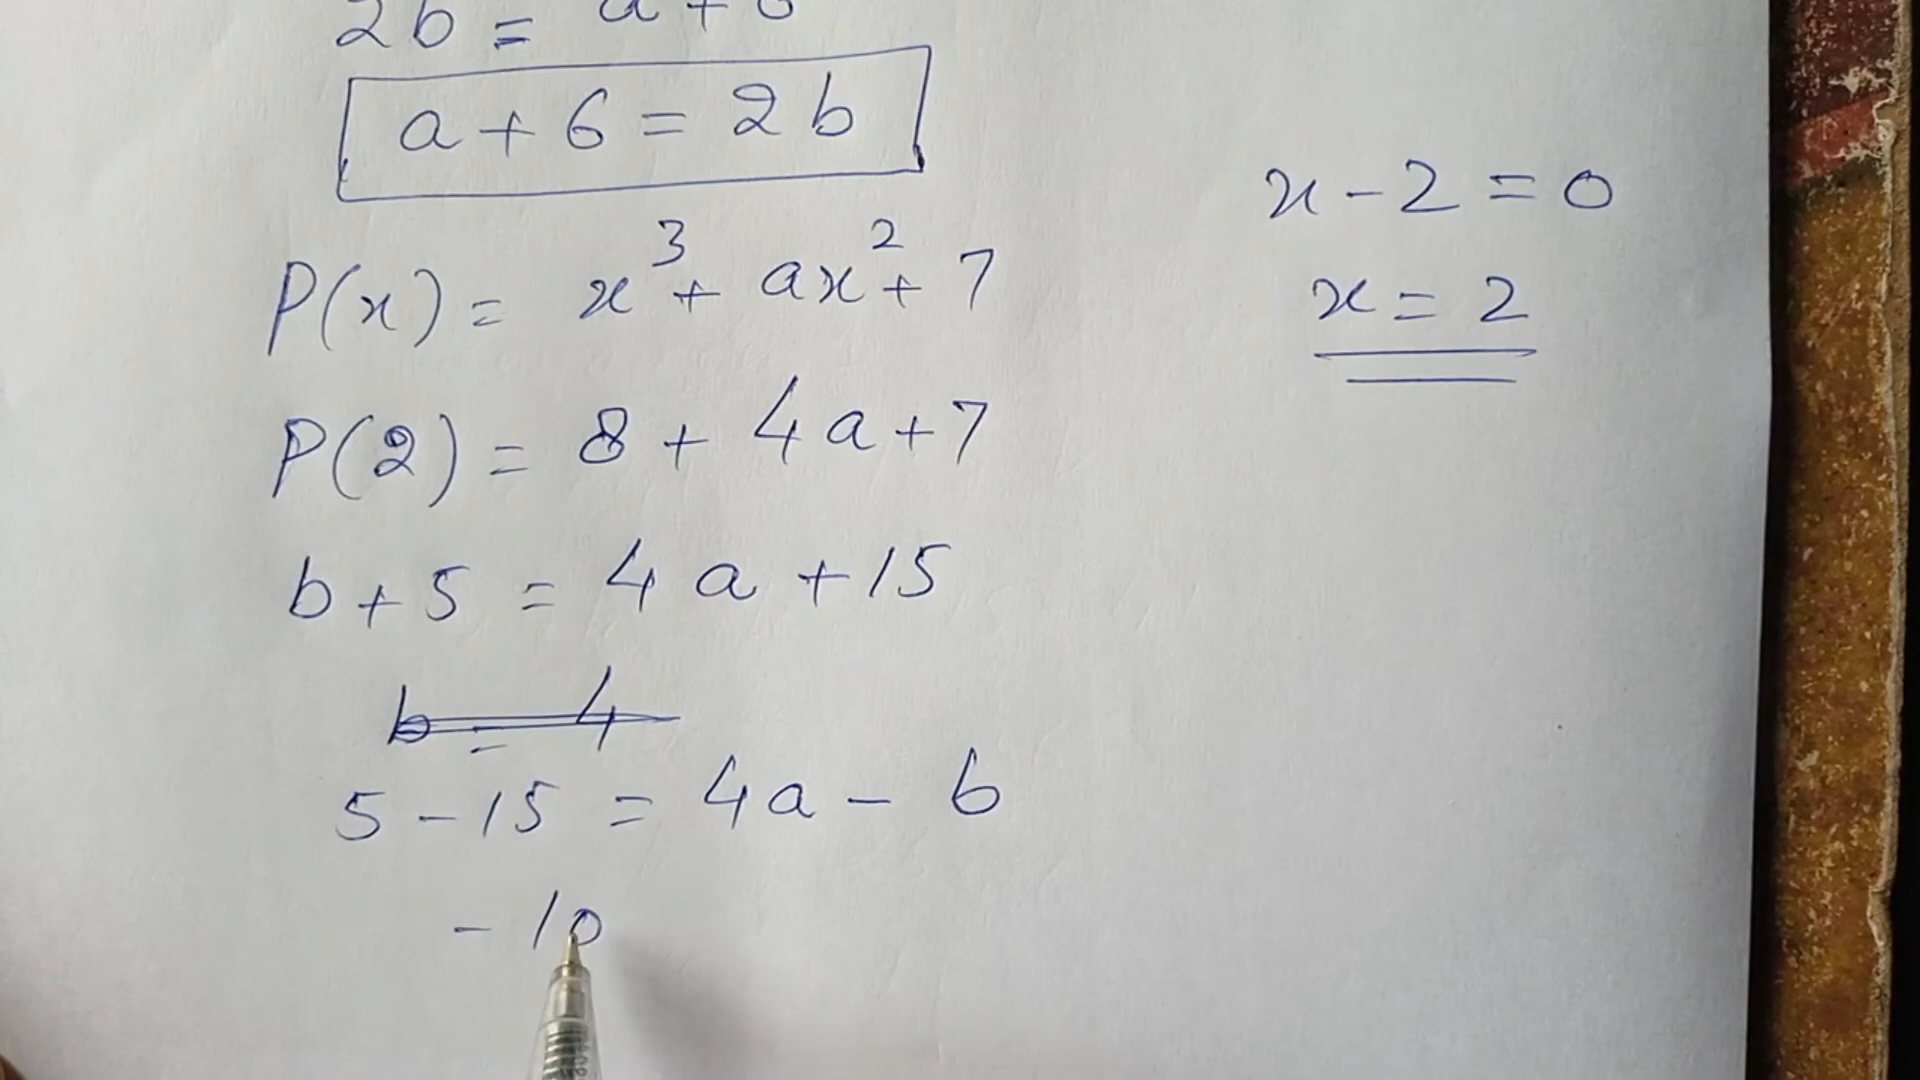 2b = a + 6
a + 6 = 2b
x - 2 = 0
P(x) = x³ + ax² + 7
x = 2
P(2) = 8 + 4a + 7
b + 5 = 4a + 15
b = 4
5 - 15 = 4a - b
- 10